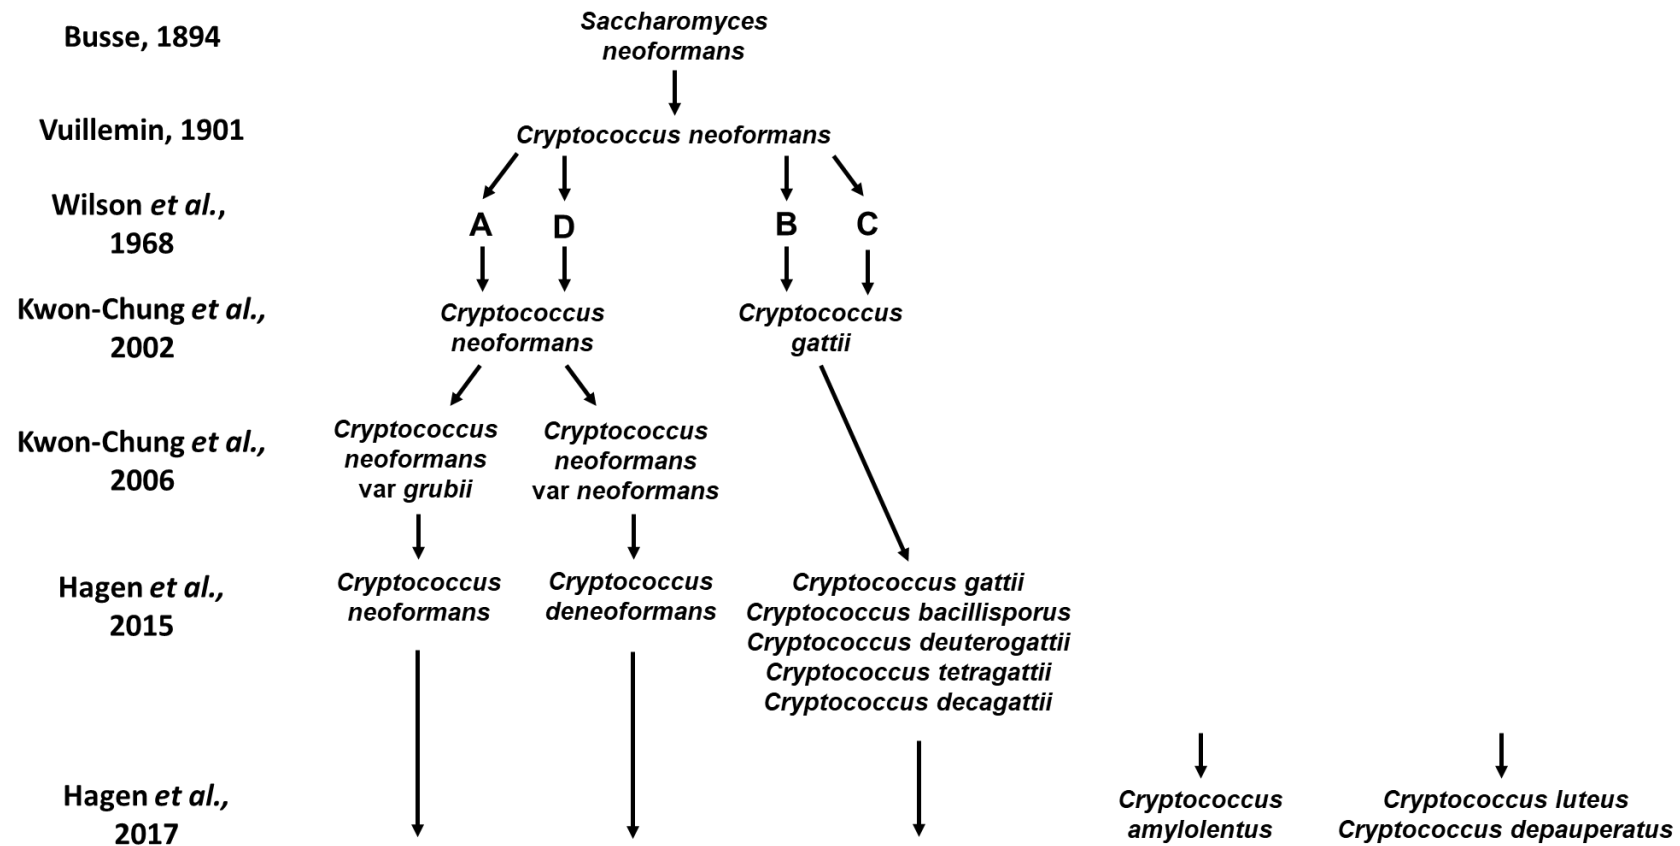 Busse, 1894
Saccharomyces
neoformans
Vuillemin, 1901
Cryptococcus neoformans
Wilson et al.,
1968
A
D
B
C
Kwon-Chung et al.,
2002
Cryptococcus
neoformans
Cryptococcus
gattii
Kwon-Chung et al.,
2006
Cryptococcus
neoformans
var grubii
Cryptococcus
neoformans
var neoformans
Hagen et al.,
2015
Cryptococcus
neoformans
Cryptococcus
deneoformans
Cryptococcus gattii
Cryptococcus bacillisporus
Cryptococcus deuterogattii
Cryptococcus tetragattii
Cryptococcus decagattii
Hagen et al.,
2017
Cryptococcus
amylolentus
Cryptococcus luteus
Cryptococcus depauperatus